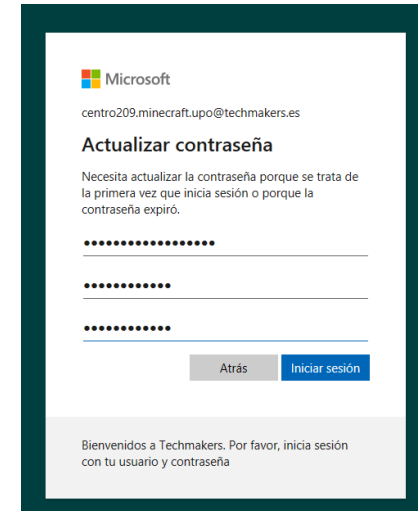 Microsoft
centro209.minecraft.upo@techmakers.es
Actualizar contraseña
Necesita actualizar la contraseña porque se trata de
la primera vez que inicia sesión o porque la
contraseña expiró.
••••••••••••••••••
••••••••••••
••••••••••••
Atrás Iniciar sesión
Bienvenidos a Techmakers. Por favor, inicia sesión
con tu usuario y contraseña